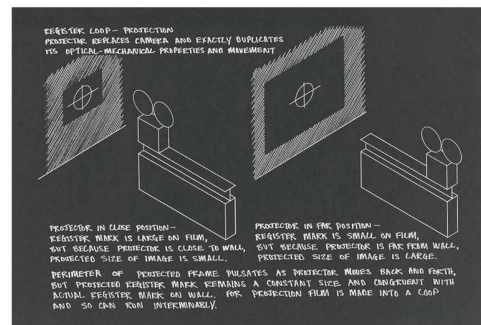 REGISTER LOOP – PROJECTION
PROJECTOR REPLACES CAMERA AND EXACTLY DUPLICATES
ITS OPTICAL-MECHANICAL PROPERTIES AND MOVEMENT
PROJECTOR IN CLOSE POSITION –
REGISTER MARK IS LARGE ON FILM,
BUT BECAUSE PROJECTOR IS CLOSE TO WALL,
PROJECTED SIZE OF IMAGE IS SMALL.
PROJECTOR IN FAR POSITION –
REGISTER MARK IS SMALL ON FILM,
BUT BECAUSE PROJECTOR IS FAR FROM WALL,
PROJECTED SIZE OF IMAGE IS LARGE.
PERIMETER OF PROJECTED FRAME PULSATES AS PROJECTOR MOVES BACK AND FORTH,
BUT PROJECTED REGISTER MARK REMAINS A CONSTANT SIZE AND CONGRUENT WITH
ACTUAL REGISTER MARK ON WALL. FOR PROJECTION FILM IS MADE INTO A LOOP
AND SO CAN RUN INTERMINABLY.